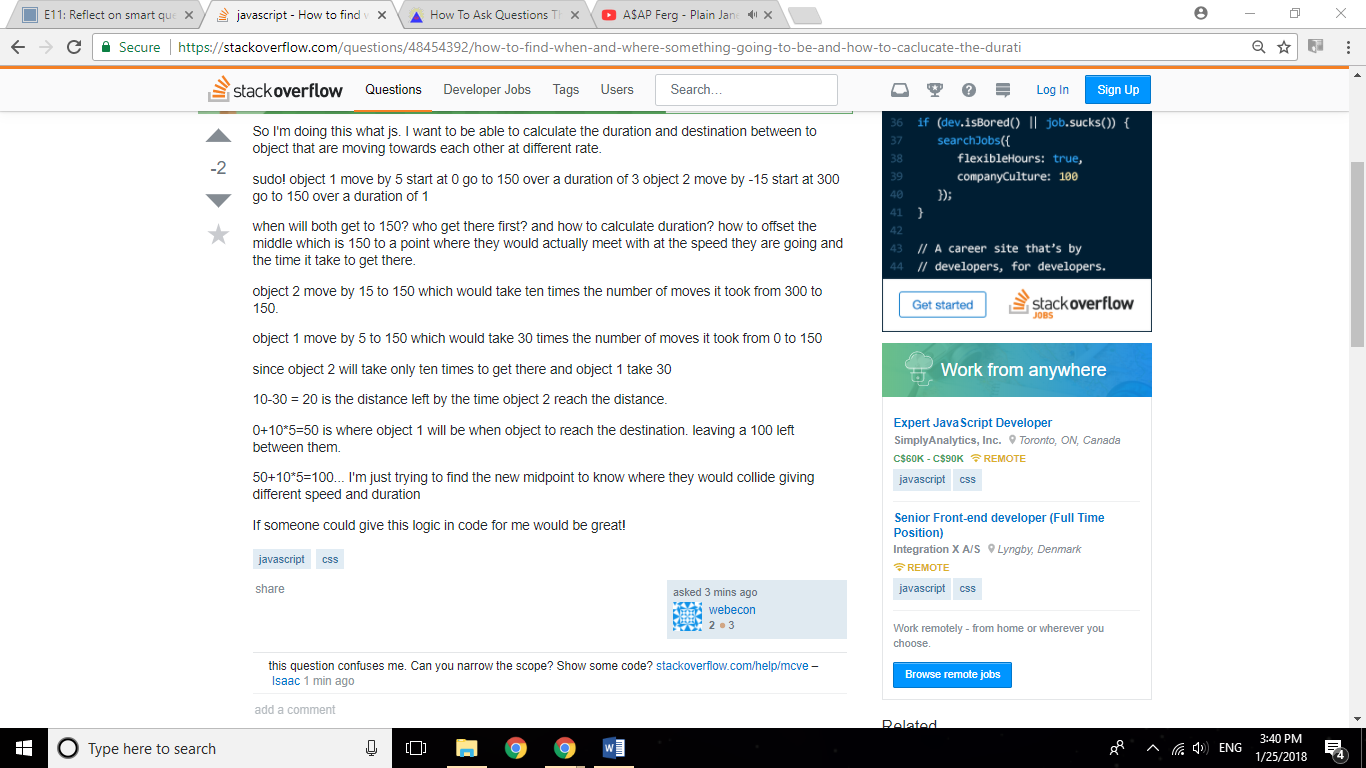 E11: Reflect on smart que
javascript - How to find w
How To Ask Questions Th
A$AP Ferg - Plain Jane
Secure
https://stackoverflow.com/questions/48454392/how-to-find-when-and-where-something-going-to-be-and-how-to-caclucate-the-durati
stackoverflow
Questions
Developer Jobs
Tags
Users
Search…
Log In
Sign Up
So I'm doing this what js. I want to be able to calculate the duration and destination between to
object that are moving towards each other at different rate.
-2
sudo! object 1 move by 5 start at 0 go to 150 over a duration of 3 object 2 move by -15 start at 300
go to 150 over a duration of 1
when will both get to 150? who get there first? and how to calculate duration? how to offset the
middle which is 150 to a point where they would actually meet with at the speed they are going and
the time it take to get there.
object 2 move by 15 to 150 which would take ten times the number of moves it took from 300 to
150.
object 1 move by 5 to 150 which would take 30 times the number of moves it took from 0 to 150
since object 2 will take only ten times to get there and object 1 take 30
10-30 = 20 is the distance left by the time object 2 reach the distance.
0+10*5=50 is where object 1 will be when object to reach the destination. leaving a 100 left
between them.
50+10*5=100... I'm just trying to find the new midpoint to know where they would collide giving
different speed and duration
If someone could give this logic in code for me would be great!
javascript
css
share
asked 3 mins ago
webecon
2 3
this question confuses me. Can you narrow the scope? Show some code? stackoverflow.com/help/mcve –
Isaac 1 min ago
add a comment
36 if (dev.isBored() || job.sucks()) {
37 searchJobs({
38 flexibleHours: true,
39 companyCulture: 100
40 });
41 }
42
43 // A career site that's by
44 // developers, for developers.
Get started
stackoverflow
JOBS
Work from anywhere
Expert JavaScript Developer
SimplyAnalytics, Inc. Toronto, ON, Canada
C$60K - C$90K REMOTE
javascript
css
Senior Front-end developer (Full Time
Position)
Integration X A/S Lyngby, Denmark
REMOTE
javascript
css
Work remotely - from home or wherever you
choose.
Browse remote jobs
Related
Type here to search
ENG
3:40 PM
1/25/2018
4